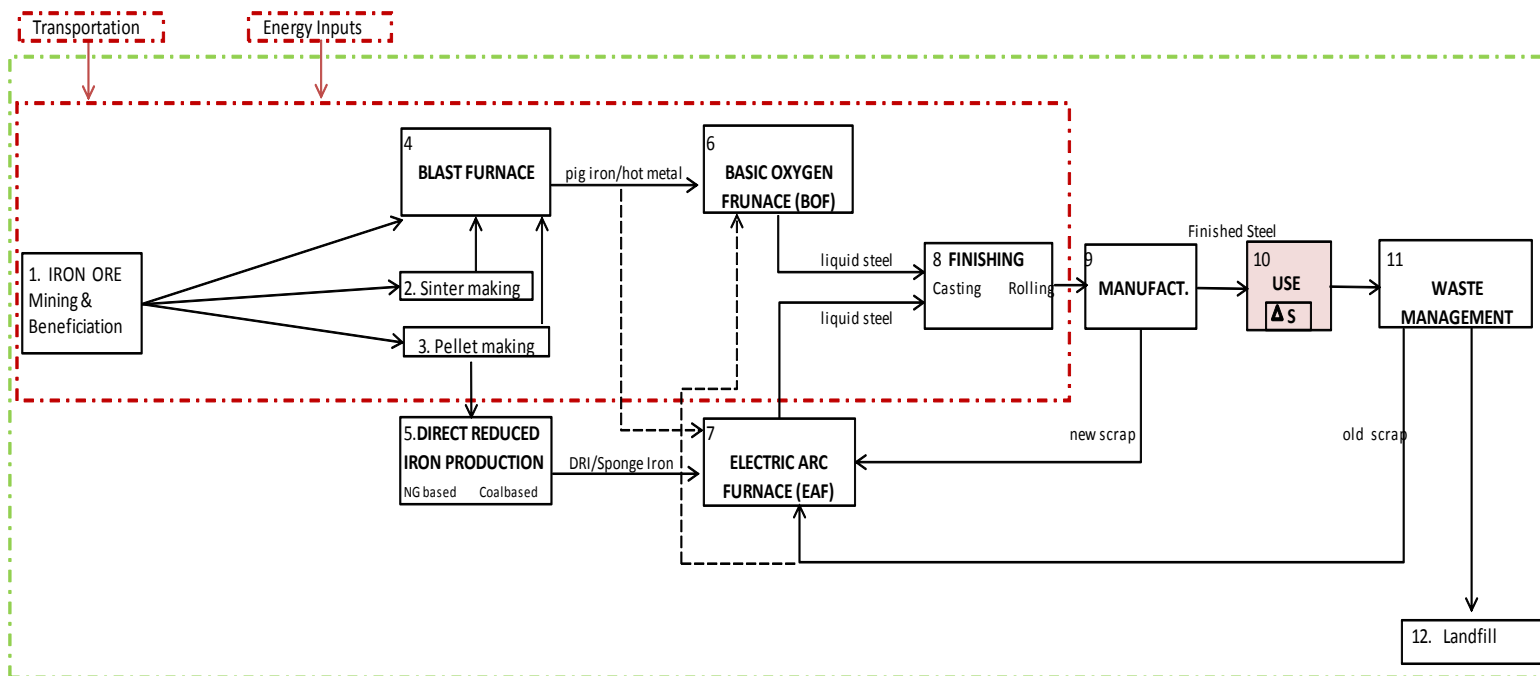 Transportation
Energy Inputs
4
BLAST FURNACE
pig iron/hot metal
6
BASIC OXYGEN
FRUNACE (BOF)
1. IRON ORE
Mining &
Beneficiation
2. Sinter making
3. Pellet making
liquid steel
liquid steel
8 FINISHING
Casting Rolling
9
MANUFACT.
Finished Steel
10
USE
Δ S
11
WASTE
MANAGEMENT
5.DIRECT REDUCED
IRON PRODUCTION
NG based Coalbased
DRI/Sponge Iron
7
ELECTRIC ARC
FURNACE (EAF)
new scrap
old scrap
12. Landfill